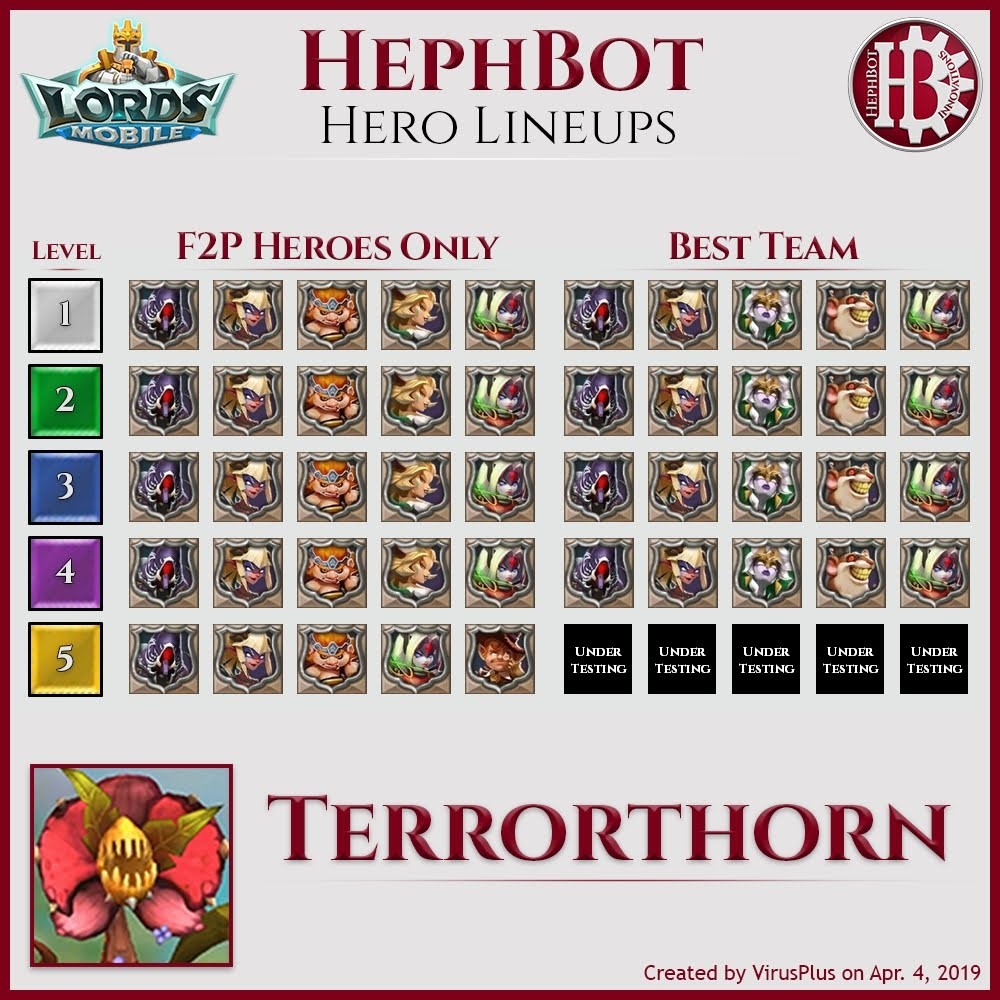 LORDS
MOBILE
HephBot
Hero Lineups
HephBot
HB
Innovations
Level
F2P Heroes Only
Best Team
1
2
3
4
5
Under
Testing
Under
Testing
Under
Testing
Under
Testing
Under
Testing
Terrorthorn
Created by VirusPlus on Apr. 4, 2019